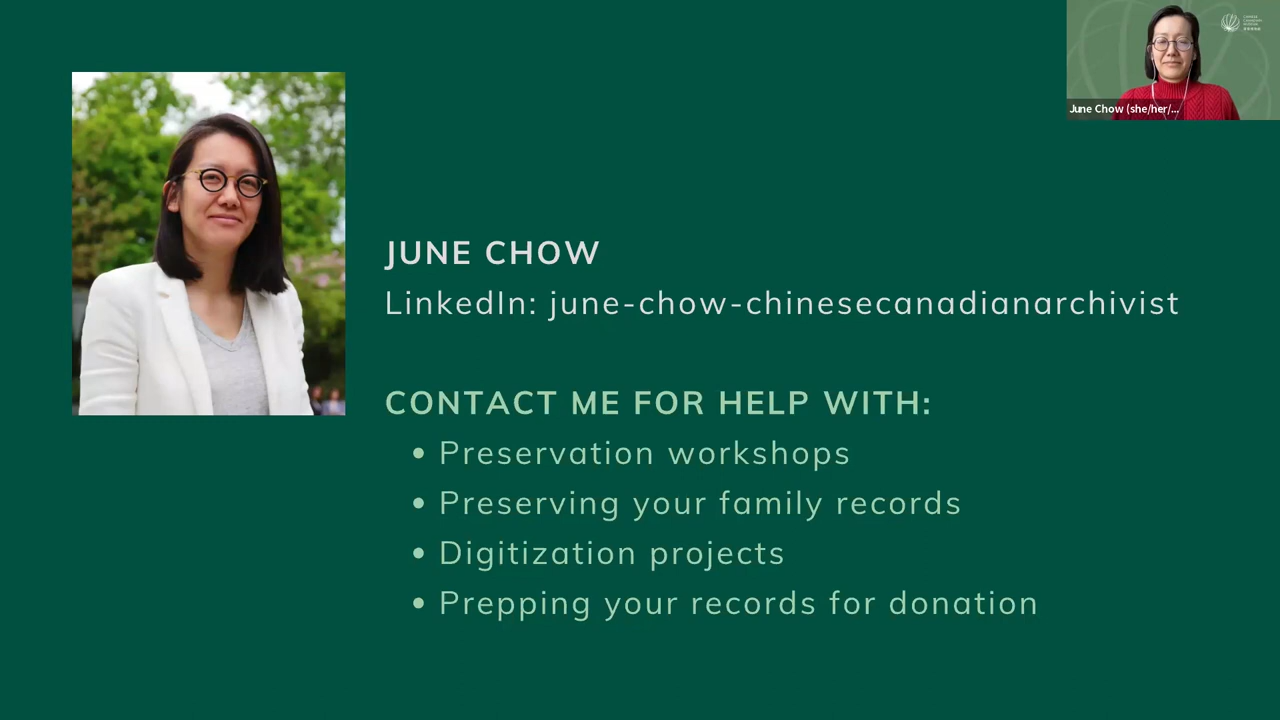 June Chow (she/her/...
JUNE CHOW
LinkedIn: june-chow-chinesecanadianarchivist
CONTACT ME FOR HELP WITH:
• Preservation workshops
• Preserving your family records
• Digitization projects
• Prepping your records for donation